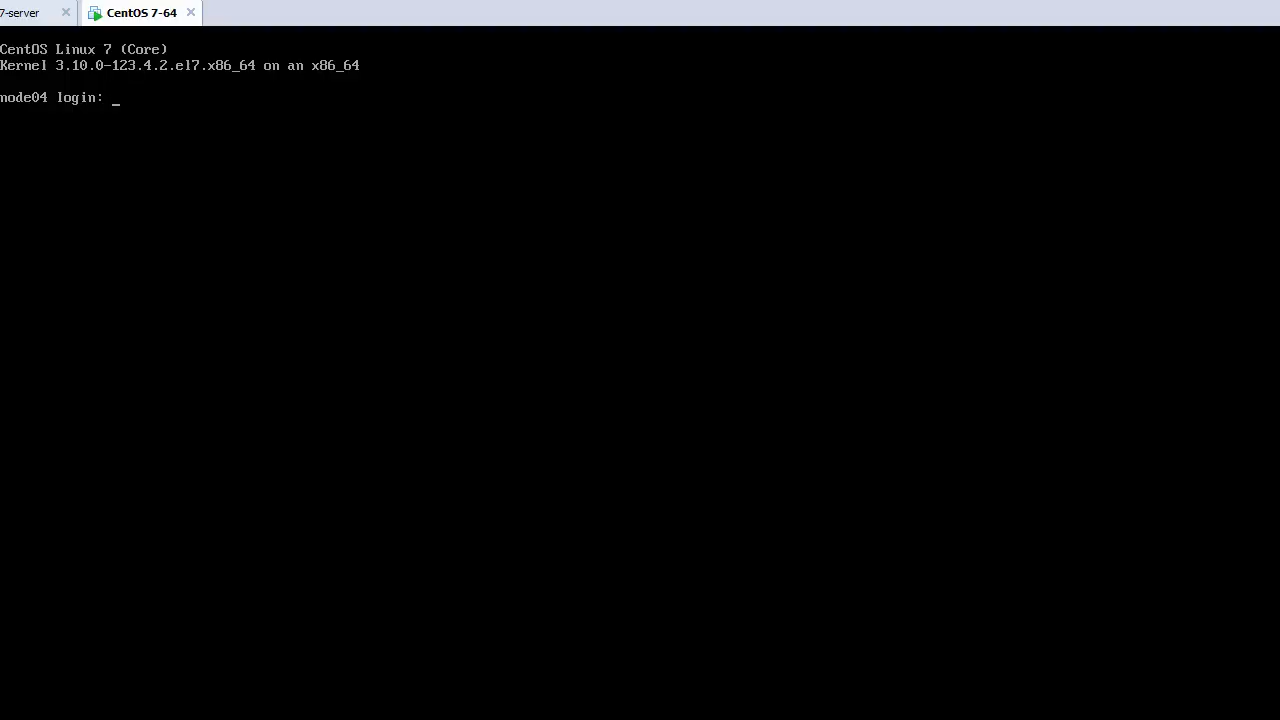 7-server
CentOS 7-64
CentOS Linux 7 (Core)
Kernel 3.10.0-123.4.2.el7.x86_64 on an x86_64
node04 login: _